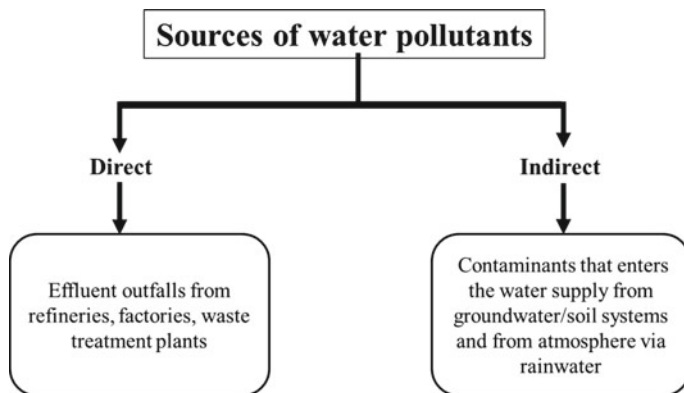 Sources of water pollutants
Direct
Indirect
Effluent outfalls from
refineries, factories, waste
treatment plants
Contaminants that enters
the water supply from
groundwater/soil systems
and from atmosphere via
rainwater